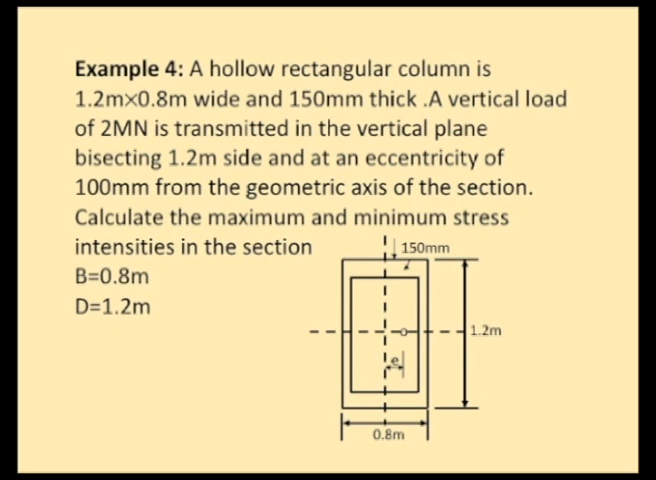 Example 4: A hollow rectangular column is
1.2m×0.8m wide and 150mm thick .A vertical load
of 2MN is transmitted in the vertical plane
bisecting 1.2m side and at an eccentricity of
100mm from the geometric axis of the section.
Calculate the maximum and minimum stress
intensities in the section
150mm
B=0.8m
D=1.2m
1.2m
e
0.8m